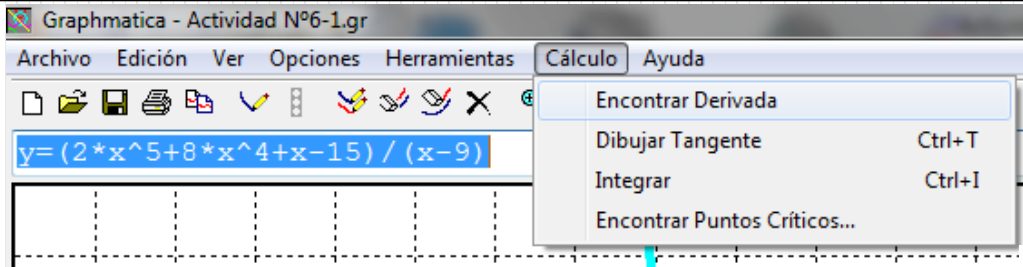 Graphmatica - Actividad Nº6-1.gr
Archivo Edición Ver Opciones Herramientas Cálculo Ayuda
y=(2*x^5+8*x^4+x-15)/(x-9)
Encontrar Derivada
Dibujar Tangente Ctrl+T
Integrar Ctrl+I
Encontrar Puntos Críticos...